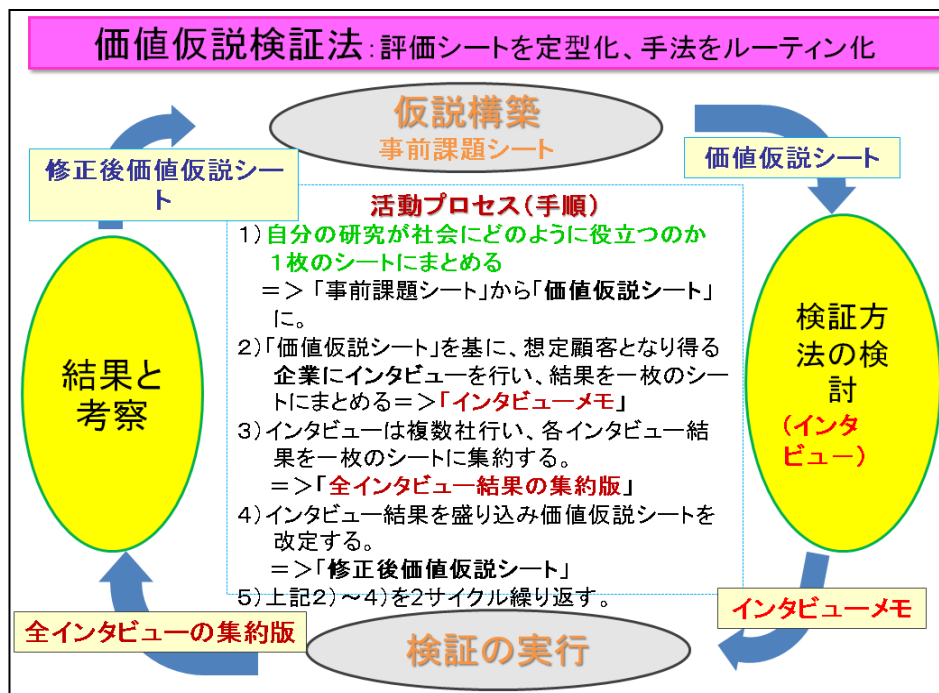 価値仮説検証法:評価シートを定型化、手法をルーティン化
仮説構築
事前課題シート
価値仮説シート
修正後価値仮説シー
ト
活動プロセス(手順)
1)自分の研究が社会にどのように役立つのか
1枚のシートにまとめる
=>「事前課題シート」から「価値仮説シート」
に。
2)「価値仮説シート」を基に、想定顧客となり得る
企業にインタビューを行い、結果を一枚のシー
トにまとめる=>「インタビューメモ」
3)インタビューは複数社行い、各インタビュー結
果を一枚のシートに集約する。
=>「全インタビュー結果の集約版」
4)インタビュー結果を盛り込み価値仮説シートを
改定する。
=>「修正後価値仮説シート」
5)上記2)~4)を2サイクル繰り返す。
検証方
法の検
討
(インタ
ビュー)
結果と
考察
インタビューメモ
全インタビューの集約版
検証の実行